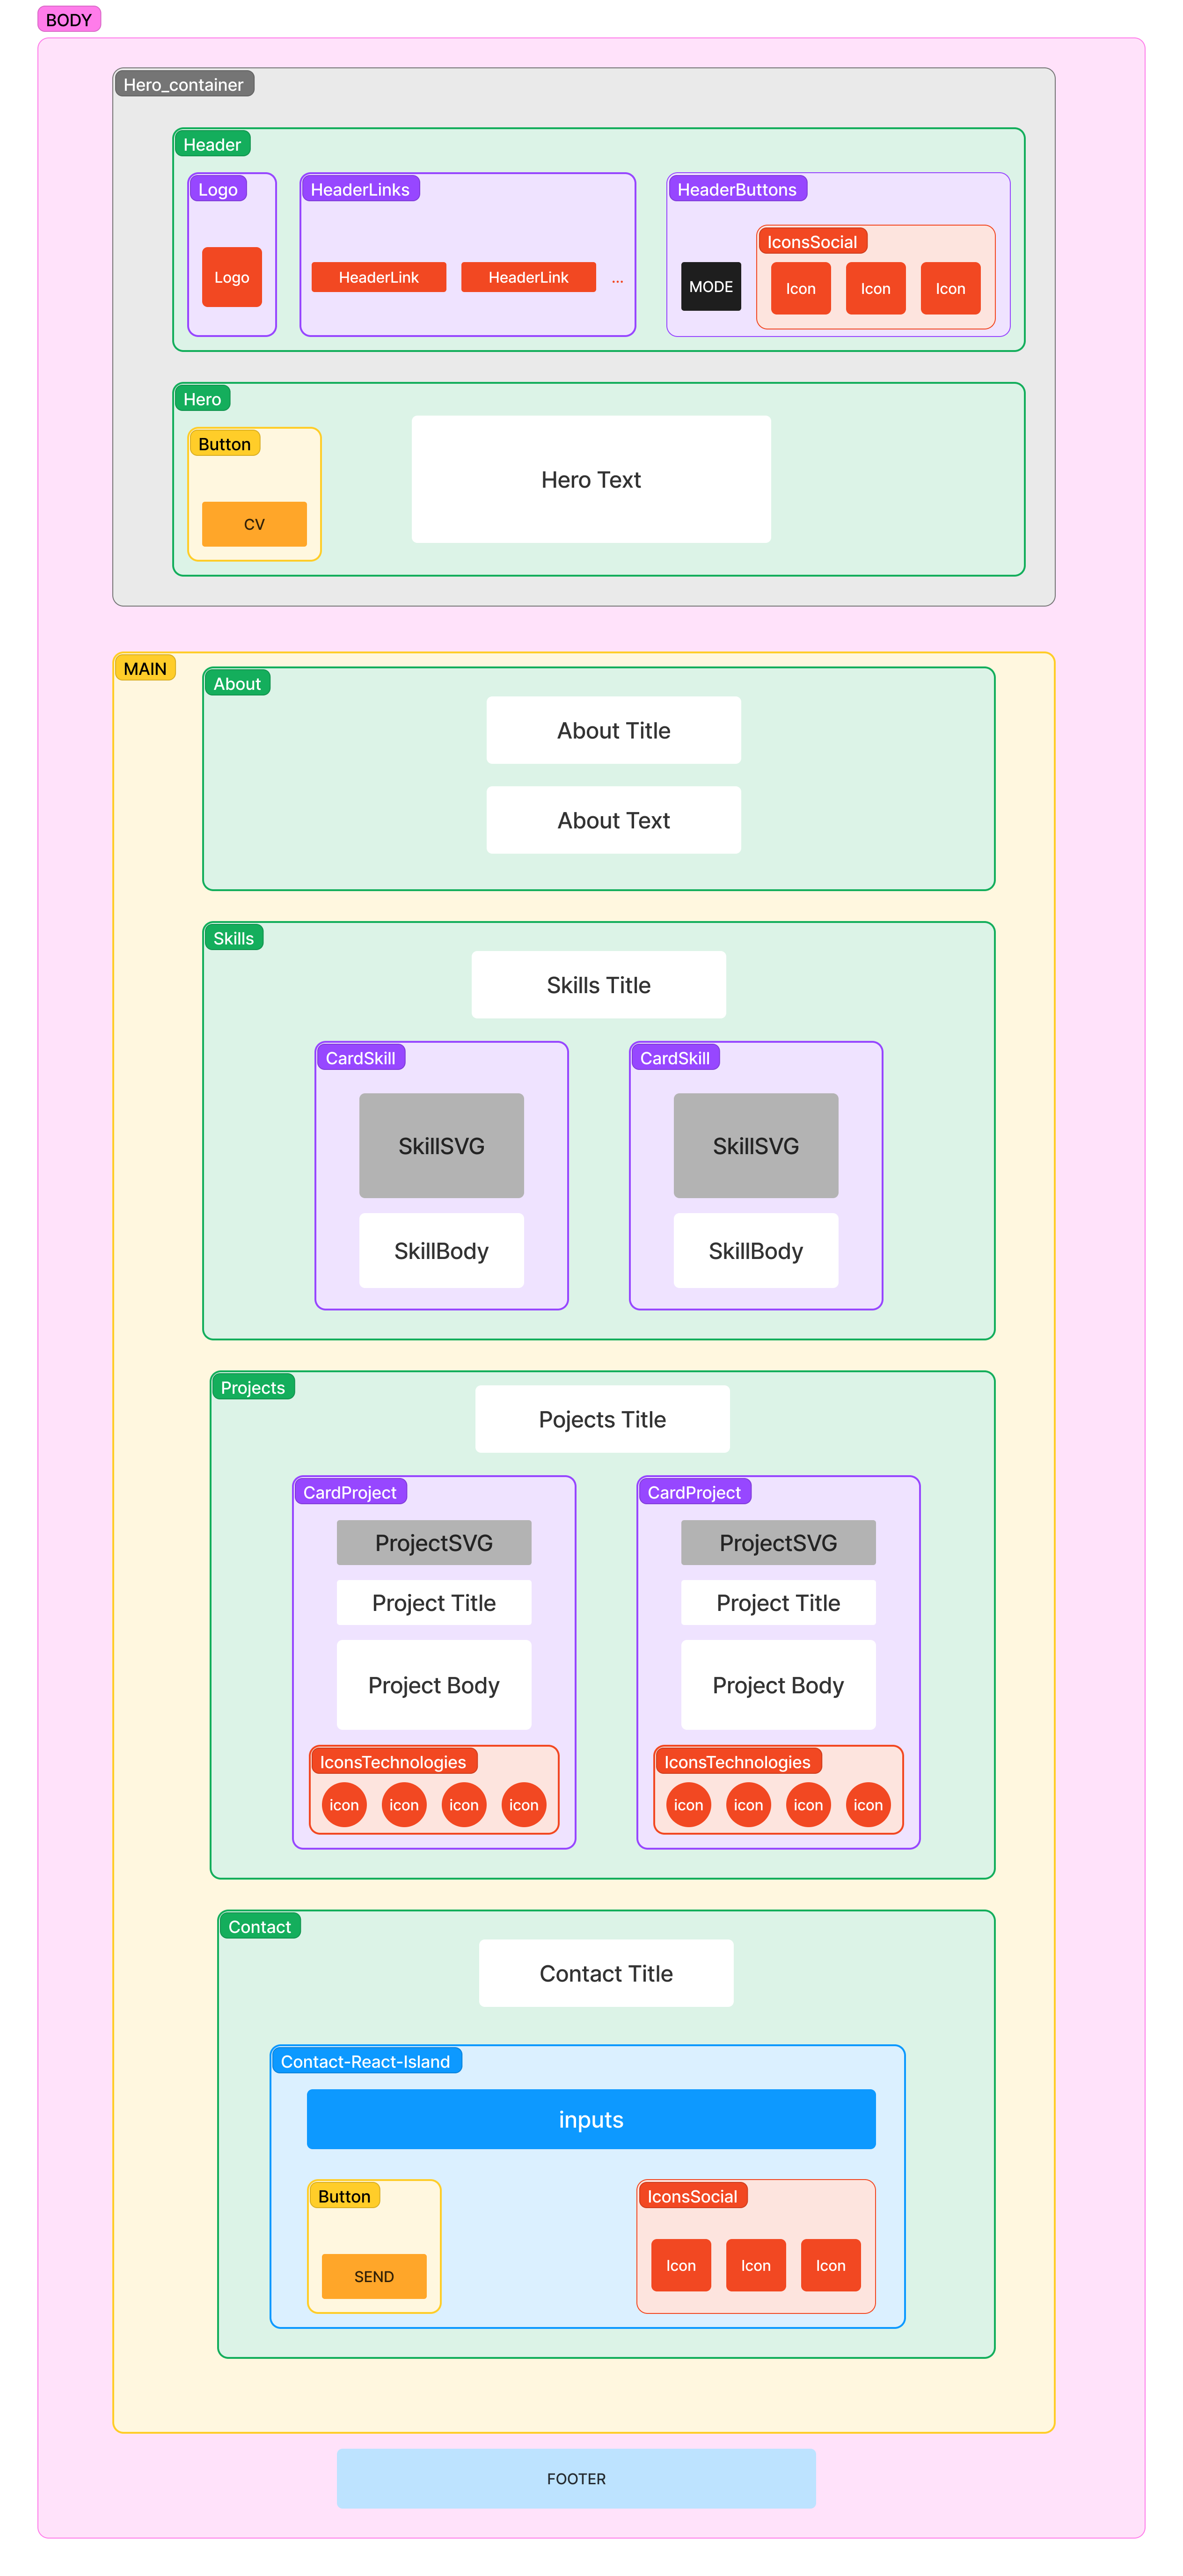 BODY
Hero_container
Header
Logo
HeaderLinks
HeaderButtons
IconsSocial
Logo
HeaderLink
HeaderLink
...
MODE
Icon
Icon
Icon
Hero
Button
Hero Text
CV
MAIN
About
About Title
About Text
Skills
Skills Title
CardSkill
CardSkill
SkillSVG
SkillSVG
SkillBody
SkillBody
Projects
Pojects Title
CardProject
CardProject
ProjectSVG
ProjectSVG
Project Title
Project Title
Project Body
Project Body
IconsTechnologies
IconsTechnologies
icon
icon
icon
icon
icon
icon
icon
icon
Contact
Contact Title
Contact-React-Island
inputs
Button
IconsSocial
Icon
Icon
Icon
SEND
FOOTER